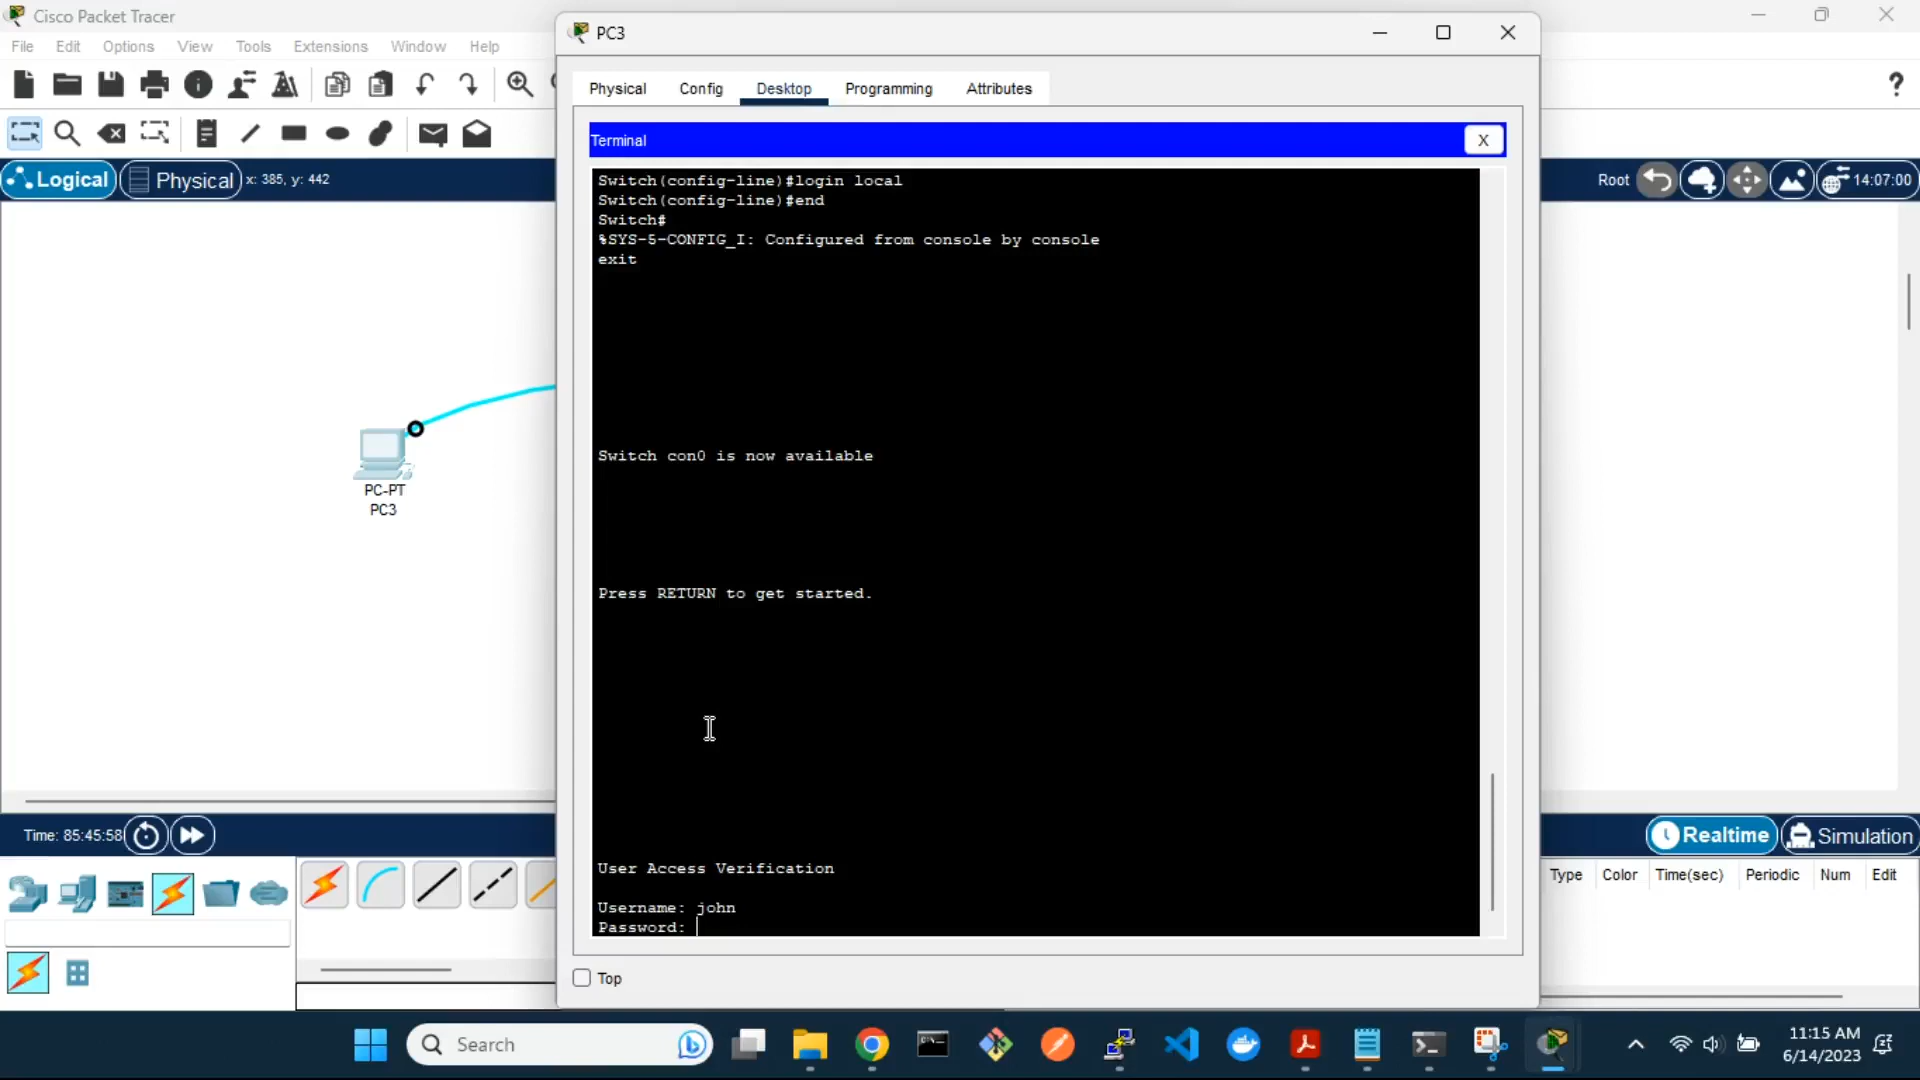 Cisco Packet Tracer
File Edit Options View Tools Extensions Window Help
?
Logical Physical x: 385, y: 442
Root 14:07:00
PC-PT
PC3
PC3
Physical Config Desktop Programming Attributes
Terminal X
Switch(config-line)#login local
Switch(config-line)#end
Switch#
%SYS-5-CONFIG_I: Configured from console by console
exit
Switch con0 is now available
Press RETURN to get started.
User Access Verification
Username: john
Password:
Top
Time: 85:45:58
Realtime Simulation
Type Color Time(sec) Periodic Num Edit
Search
11:15 AM
6/14/2023